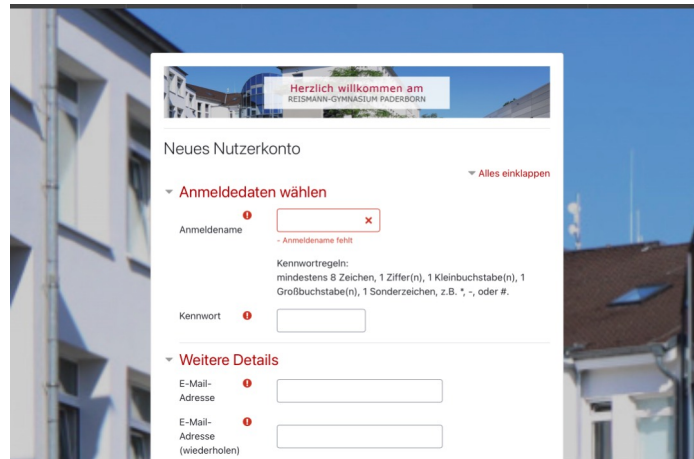 Herzlich willkommen am
REISMANN-GYMNASIUM PADERBORN
Neues Nutzerkonto
Alles einklappen
Anmeldedaten wählen
Anmeldename
- Anmeldename fehlt
Kennwortregeln:
mindestens 8 Zeichen, 1 Ziffer(n), 1 Kleinbuchstabe(n), 1
Großbuchstabe(n), 1 Sonderzeichen, z.B. *, -, oder #.
Kennwort
Weitere Details
E-Mail-
Adresse
E-Mail-
Adresse
(wiederholen)